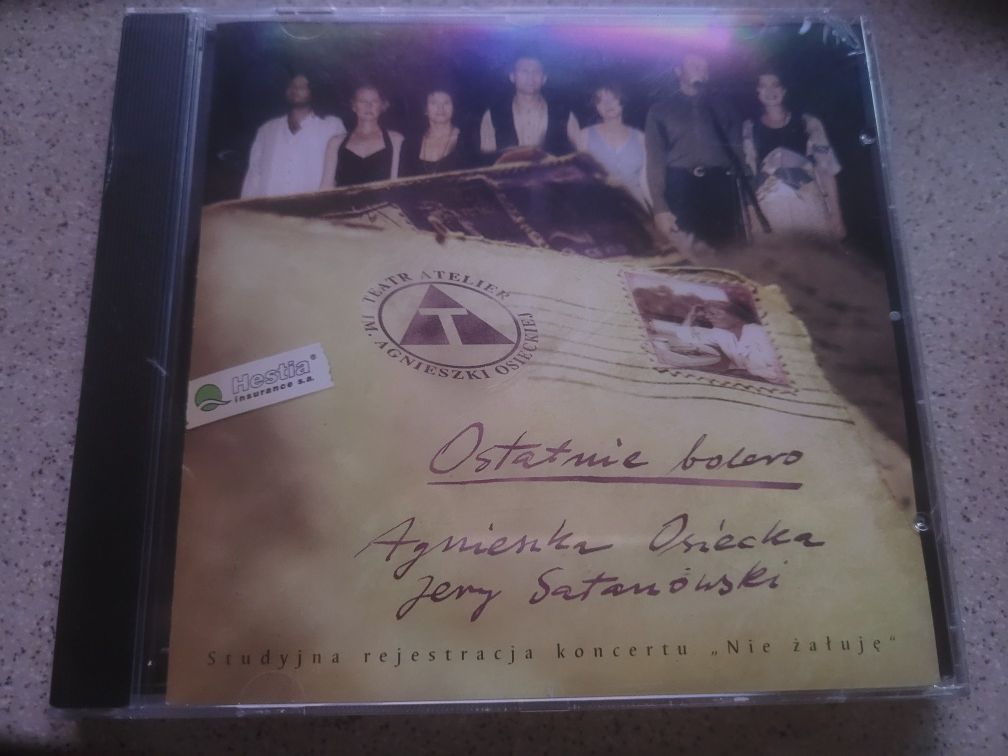 TEATR ATELIER
IM. AGNIESZKI OSIECKIEJ
T
Hestia®
insurance s.a.
Ostatnie bolero
Agnieszka Osiecka
Jerzy Satanowski
Studyjna rejestracja koncertu „Nie żałuję"